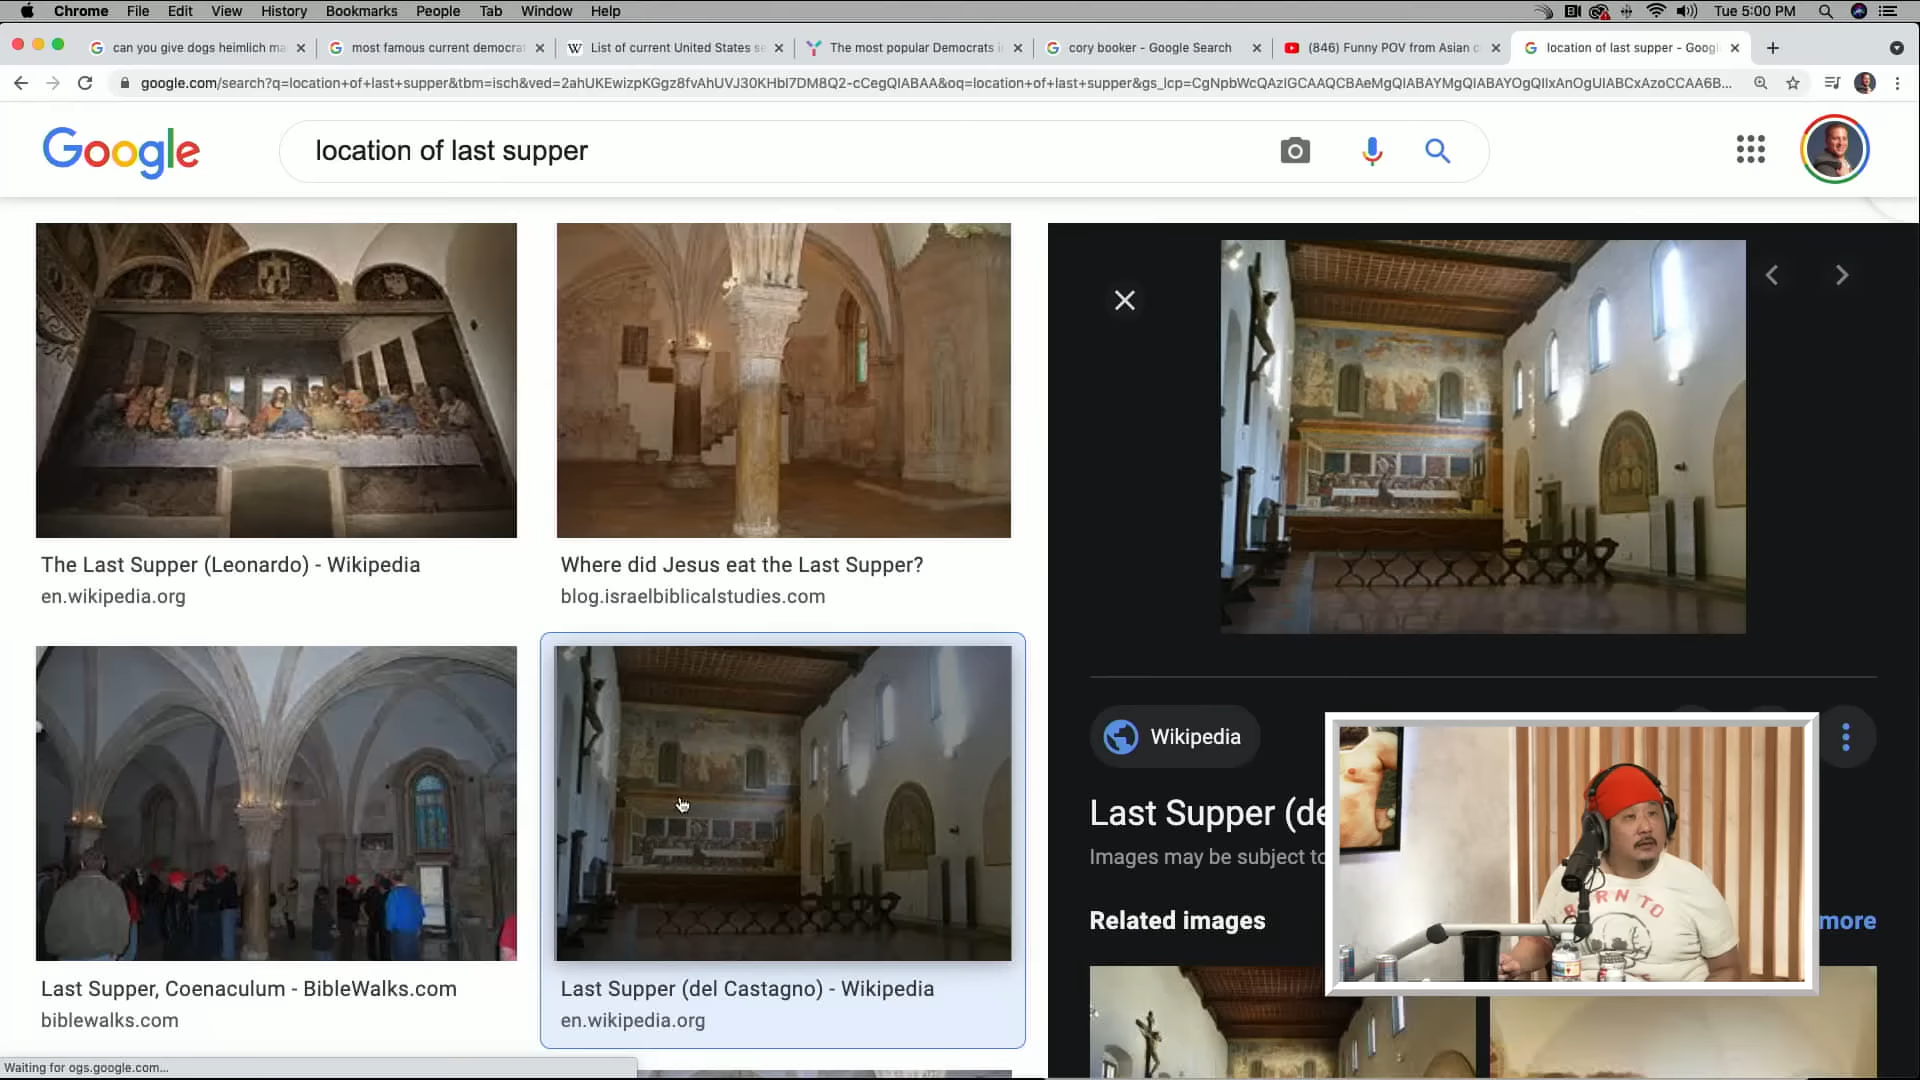 Chrome File Edit View History Bookmarks People Tab Window Help
Tue 5:00 PM
can you give dogs heimlich ma
most famous current democrat
List of current United States se
The most popular Democrats i
cory booker - Google Search
(846) Funny POV from Asian c
location of last supper - Googl
google.com/search?q=location+of+last+supper&tbm=isch&ved=2ahUKEwizpKGgz8fvAhUVJ30KHbl7DM8Q2-cCegQIABAA&oq=location+of+last+supper&gs_lcp=CgNpbWcQAzIGCAAQCBAeMgQIABAYMgQIABAYOgQIIxAnOgUIABCxAzoCCAA6B...
Google
location of last supper
The Last Supper (Leonardo) - Wikipedia
en.wikipedia.org
Where did Jesus eat the Last Supper?
blog.israelbiblicalstudies.com
Wikipedia
Last Supper (de
Images may be subject to
Related images
more
BORN TO
Last Supper, Coenaculum - BibleWalks.com
biblewalks.com
Last Supper (del Castagno) - Wikipedia
en.wikipedia.org
Waiting for ogs.google.com...